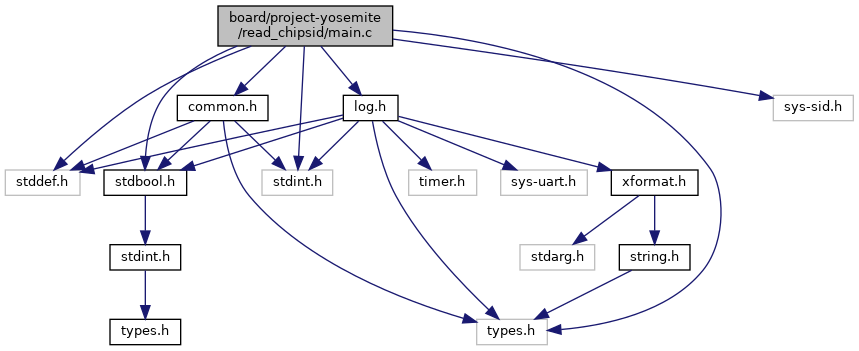 board/project-yosemite
/read_chipsid/main.c
common.h
log.h
sys-sid.h
stddef.h
stdbool.h
stdint.h
timer.h
sys-uart.h
xformat.h
stdint.h
stdarg.h
string.h
types.h
types.h